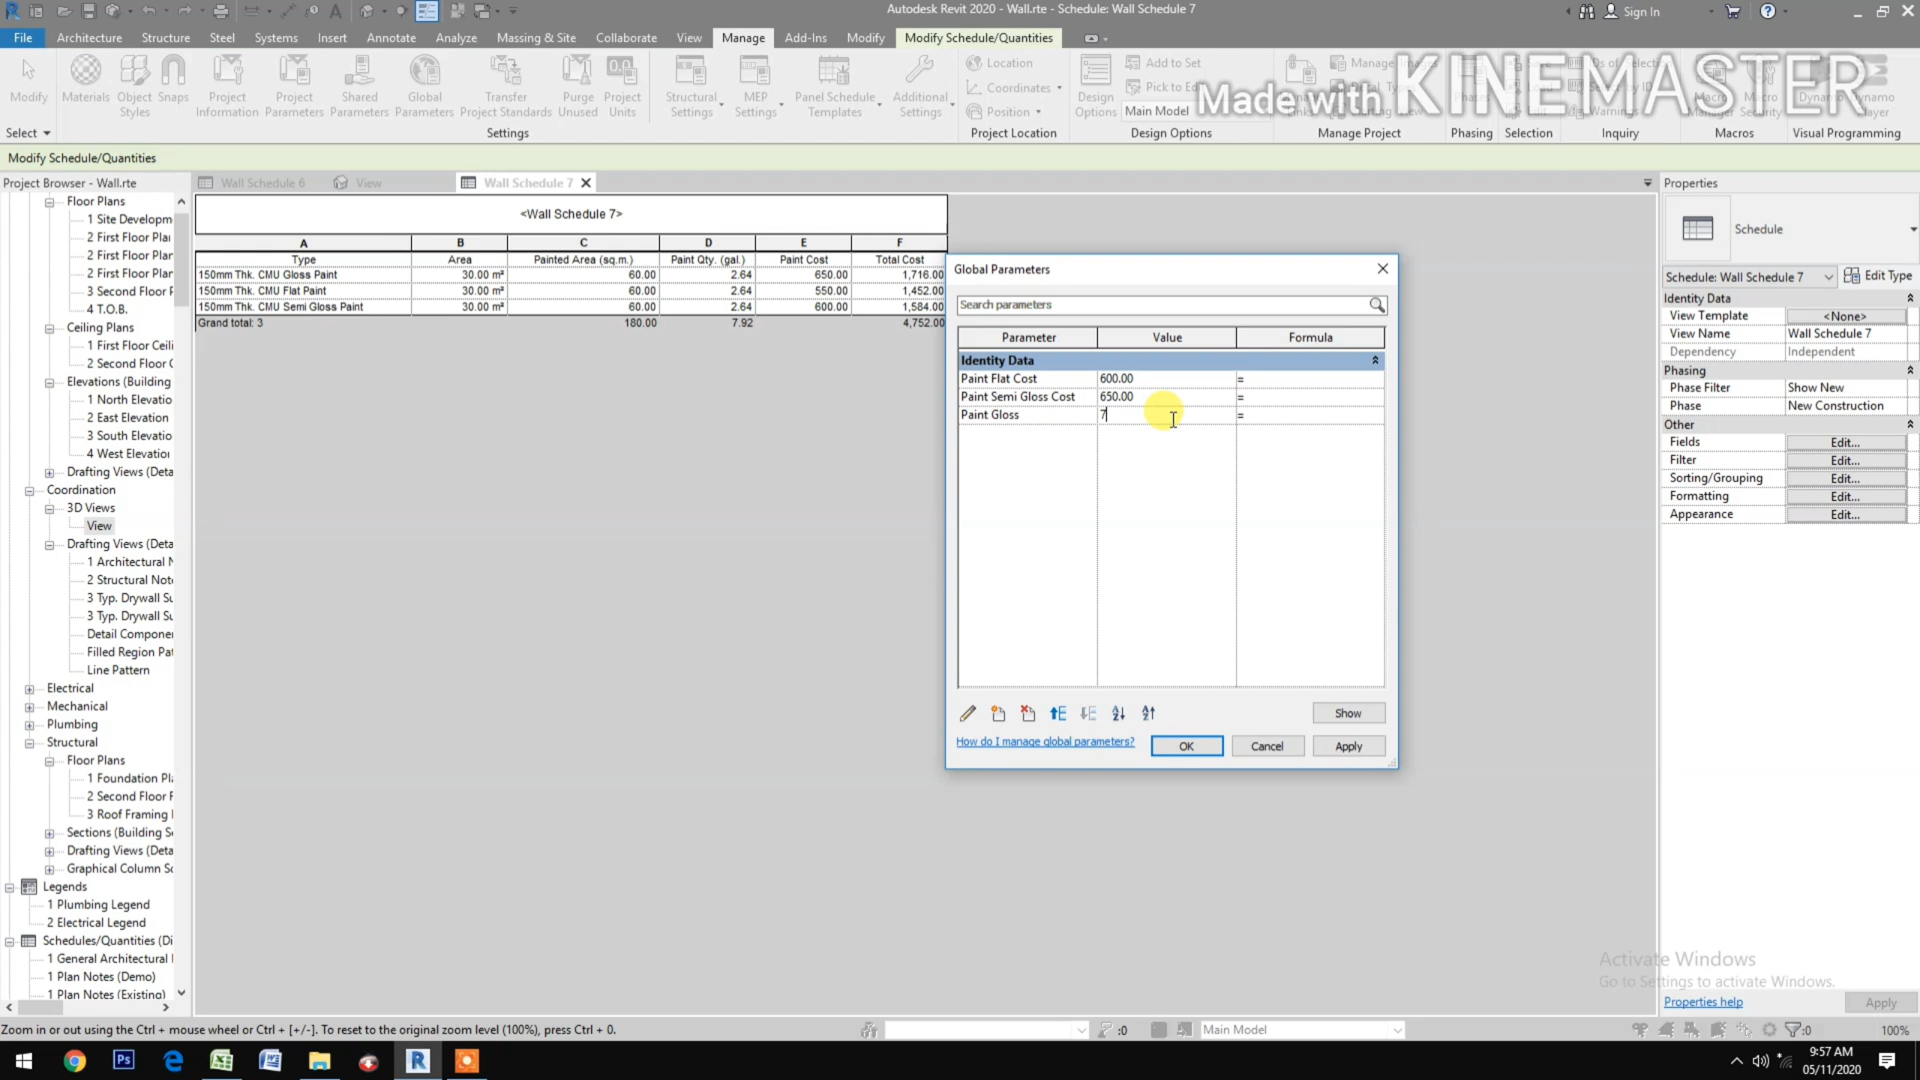 Autodesk Revit 2020 - Wall.rte - Schedule: Wall Schedule 7
Sign In
File Architecture Structure Steel Systems Insert Annotate Analyze Massing & Site Collaborate View Manage Add-Ins Modify Modify Schedule/Quantities
Modify
Materials
Object Styles
Snaps
Project Information
Project Parameters
Shared Parameters
Global Parameters
Transfer Project Standards
Purge Unused
Project Units
Structural Settings
MEP Settings
Panel Schedule Templates
Additional Settings
Location
Coordinates
Position
Design Options
Add to Set
Pick to Edit
Main Model
Made with KINEMASTER
Select
Settings
Project Location
Design Options
Manage Project
Phasing
Selection
Inquiry
Macros
Visual Programming
Modify Schedule/Quantities
Project Browser - Wall.rte
Floor Plans
1 Site Developm
2 First Floor Plar
2 First Floor Plar
2 First Floor Plar
3 Second Floor F
4 T.O.B.
Ceiling Plans
1 First Floor Ceili
2 Second Floor C
Elevations (Building
1 North Elevatio
2 East Elevation
3 South Elevatio
4 West Elevatior
Drafting Views (Deta
Coordination
3D Views
View
Drafting Views (Deta
1 Architectural N
2 Structural Note
3 Typ. Drywall Su
3 Typ. Drywall Su
Detail Componer
Filled Region Pat
Line Pattern
Electrical
Mechanical
Plumbing
Structural
Floor Plans
1 Foundation Pla
2 Second Floor F
3 Roof Framing I
Sections (Building Se
Drafting Views (Deta
Graphical Column Sc
Legends
1 Plumbing Legend
2 Electrical Legend
Schedules/Quantities (Di
1 General Architectural I
1 Plan Notes (Demo)
1 Plan Notes (Existing)
Wall Schedule 6 View Wall Schedule 7
<Wall Schedule 7>
A B C D E F
Type Area Painted Area (sq.m.) Paint Qty. (gal.) Paint Cost Total Cost
150mm Thk. CMU Gloss Paint 30.00 m² 60.00 2.64 650.00 1,716.00
150mm Thk. CMU Flat Paint 30.00 m² 60.00 2.64 550.00 1,452.00
150mm Thk. CMU Semi Gloss Paint 30.00 m² 60.00 2.64 600.00 1,584.00
Grand total: 3 180.00 7.92 4,752.00
Global Parameters
Search parameters
Parameter Value Formula
Identity Data
Paint Flat Cost 600.00 =
Paint Semi Gloss Cost 650.00 =
Paint Gloss 7 =
Show
How do I manage global parameters?
OK Cancel Apply
Properties
Schedule
Schedule: Wall Schedule 7 Edit Type
Identity Data
View Template <None>
View Name Wall Schedule 7
Dependency Independent
Phasing
Phase Filter Show New
Phase New Construction
Other
Fields Edit...
Filter Edit...
Sorting/Grouping Edit...
Formatting Edit...
Appearance Edit...
Activate Windows
Go to Settings to activate Windows.
Properties help Apply
Zoom in or out using the Ctrl + mouse wheel or Ctrl + [+/-]. To reset to the original zoom level (100%), press Ctrl + 0.
:0 Main Model :0 100%
9:57 AM
05/11/2020